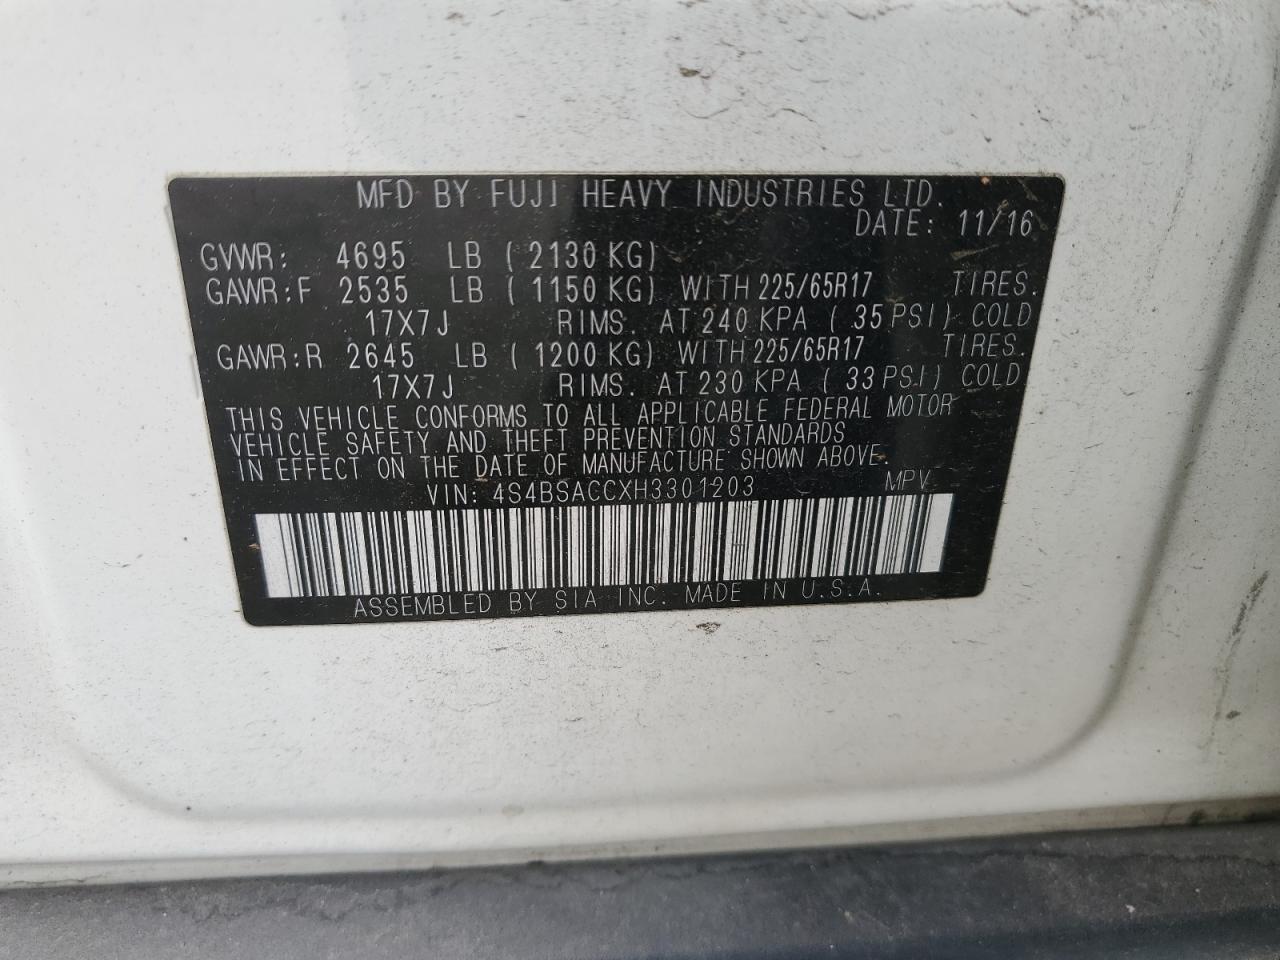 MFD BY FUJI HEAVY INDUSTRIES LTD.
DATE: 11/16
GVWR: 4695 LB ( 2130 KG)
GAWR:F 2535 LB ( 1150 KG) WITH 225/65R17 TIRES.
17X7J RIMS. AT 240 KPA ( 35 PSI) COLD
GAWR:R 2645 LB ( 1200 KG) WITH 225/65R17 TIRES.
17X7J RIMS. AT 230 KPA ( 33 PSI) COLD
THIS VEHICLE CONFORMS TO ALL APPLICABLE FEDERAL MOTOR
VEHICLE SAFETY AND THEFT PREVENTION STANDARDS
IN EFFECT ON THE DATE OF MANUFACTURE SHOWN ABOVE.
VIN: 4S4BSACCXH3301203 MPV
ASSEMBLED BY SIA INC. MADE IN U.S.A.